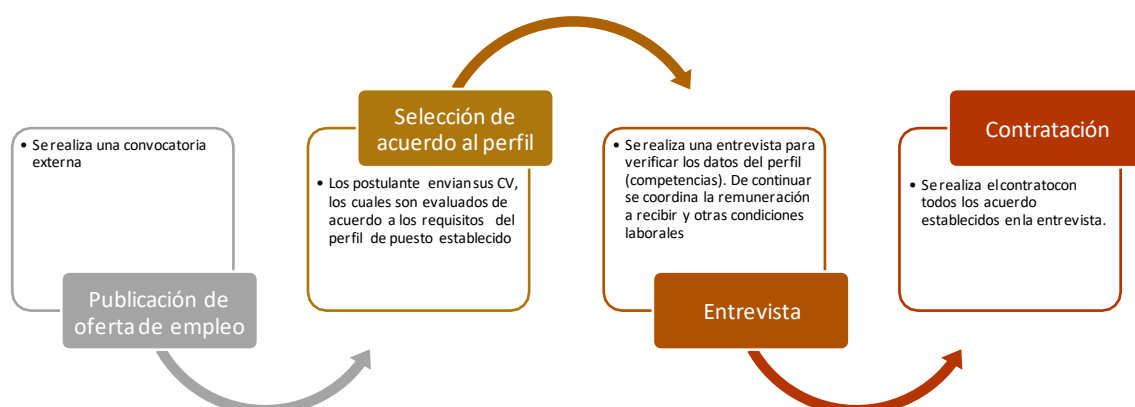 • Se realiza una convocatoria
externa
Publicación de
oferta de empleo
Selección de
acuerdo al perfil
• Los postulante envian sus CV,
los cuales son evaluados de
acuerdo a los requisitos del
perfil de puesto establecido
• Se realiza una entrevista para
verificar los datos del perfil
(competencias). De continuar
se coordina la remuneración
a recibir y otras condiciones
laborales
Entrevista
Contratación
• Se realiza el contratocon
todos los acuerdo
establecidos en la entrevista.